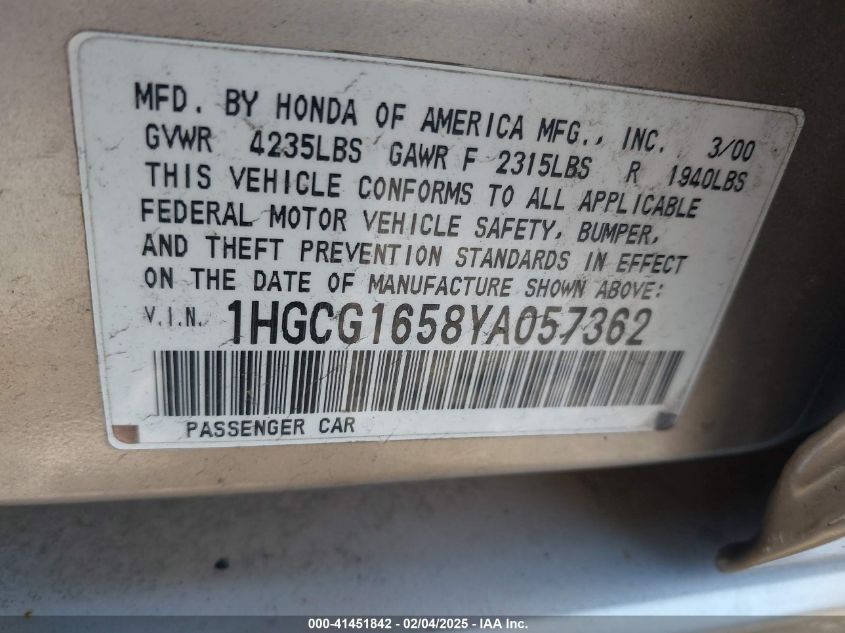 MFD. BY HONDA OF AMERICA MFG., INC. 3/00
GVWR 4235LBS GAWR F 2315LBS R 1940LBS
THIS VEHICLE CONFORMS TO ALL APPLICABLE
FEDERAL MOTOR VEHICLE SAFETY, BUMPER,
AND THEFT PREVENTION STANDARDS IN EFFECT
ON THE DATE OF MANUFACTURE SHOWN ABOVE:
V.I.N. 1HGCG1658YA057362
PASSENGER CAR
000-41451842 - 02/04/2025 - IAA Inc.